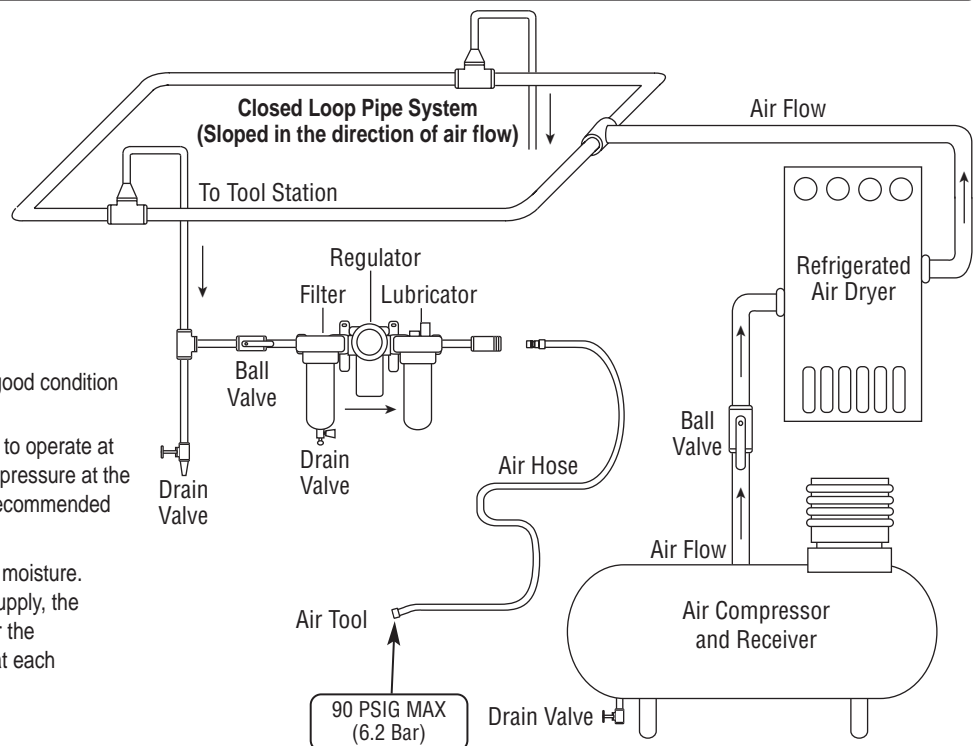 Closed Loop Pipe System
(Sloped in the direction of air flow)
Air Flow
To Tool Station
Regulator
Filter
Lubricator
Refrigerated
Air Dryer
Ball
Valve
good condition
to operate at
pressure at the
recommended
Drain
Valve
Drain
Valve
Air Hose
Ball
Valve
moisture.
supply, the
r the
at each
Air Flow
Air Tool
Air Compressor
and Receiver
90 PSIG MAX
(6.2 Bar)
Drain Valve